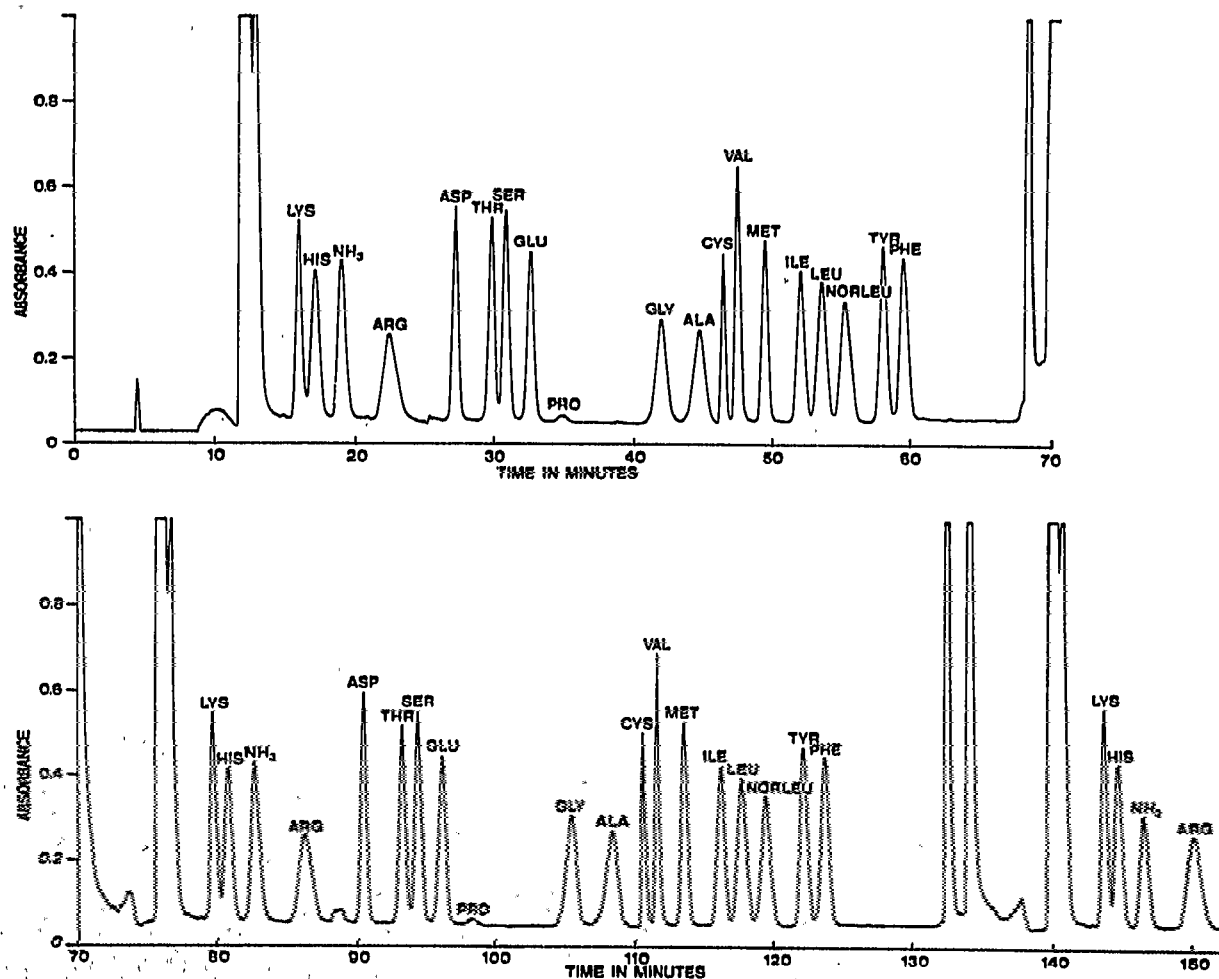 0.8
0.6
0.4
0.2
0
ABSORBANCE
LYS
HIS
NH₃
ARG
ASP
THR
SER
GLU
PRO
GLY
ALA
CYS
VAL
MET
ILE
LEU
NORLEU
TYR
PHE
0 10 20 30 40 50 60 70
TIME IN MINUTES
0.8
0.6
0.4
0.2
0
ABSORBANCE
LYS
HIS
NH₃
ARG
ASP
THR
SER
GLU
PRO
GLY
ALA
CYS
VAL
MET
ILE
LEU
NORLEU
TYR
PHE
LYS
HIS
NH₃
ARG
70 80 90 100 110 120 130 140 150
TIME IN MINUTES